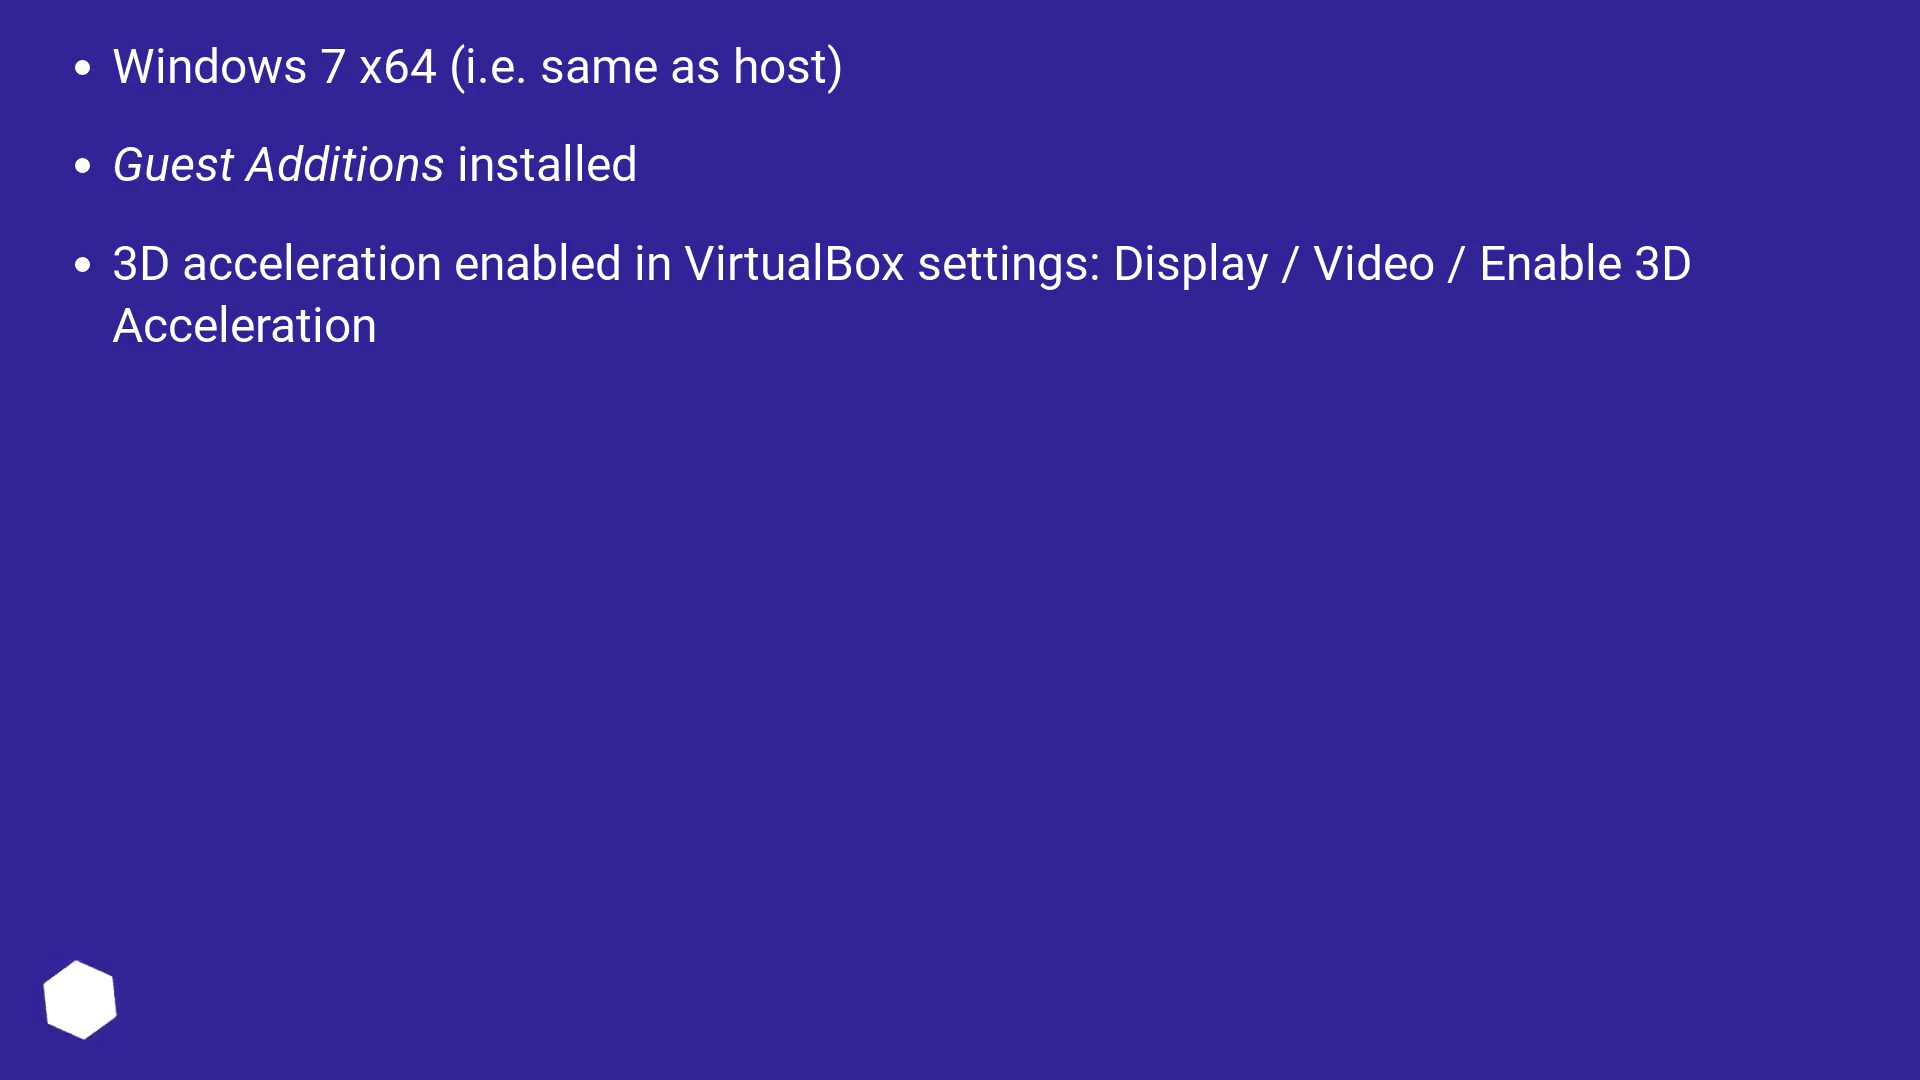 • Windows 7 x64 (i.e. same as host)
• Guest Additions installed
• 3D acceleration enabled in VirtualBox settings: Display / Video / Enable 3D
Acceleration